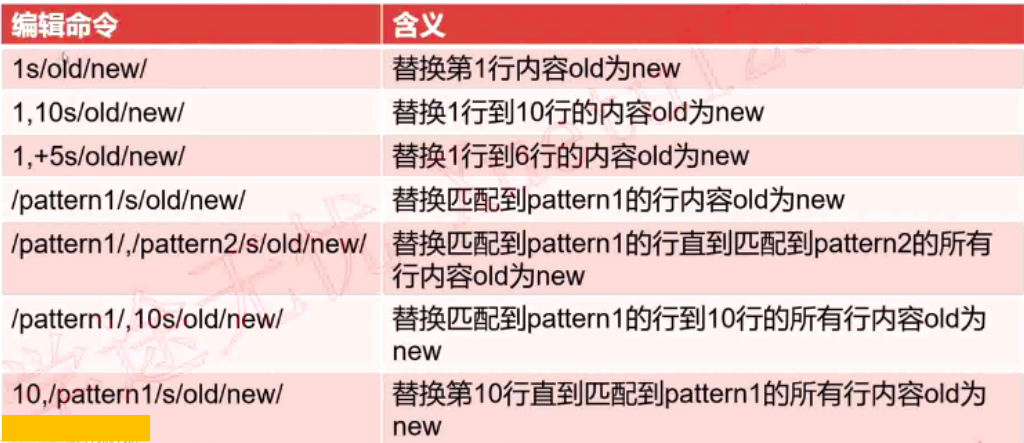 编辑命令 含义
1s/old/new/ 替换第1行内容old为new
1,10s/old/new/ 替换1行到10行的内容old为new
1,+5s/old/new/ 替换1行到6行的内容old为new
/pattern1/s/old/new/ 替换匹配到pattern1的行内容old为new
/pattern1/,/pattern2/s/old/new/ 替换匹配到pattern1的行直到匹配到pattern2的所有
行内容old为new
/pattern1/,10s/old/new/ 替换匹配到pattern1的行到10行的所有行内容old为
new
10,/pattern1/s/old/new/ 替换第10行直到匹配到pattern1的所有行内容old为
new